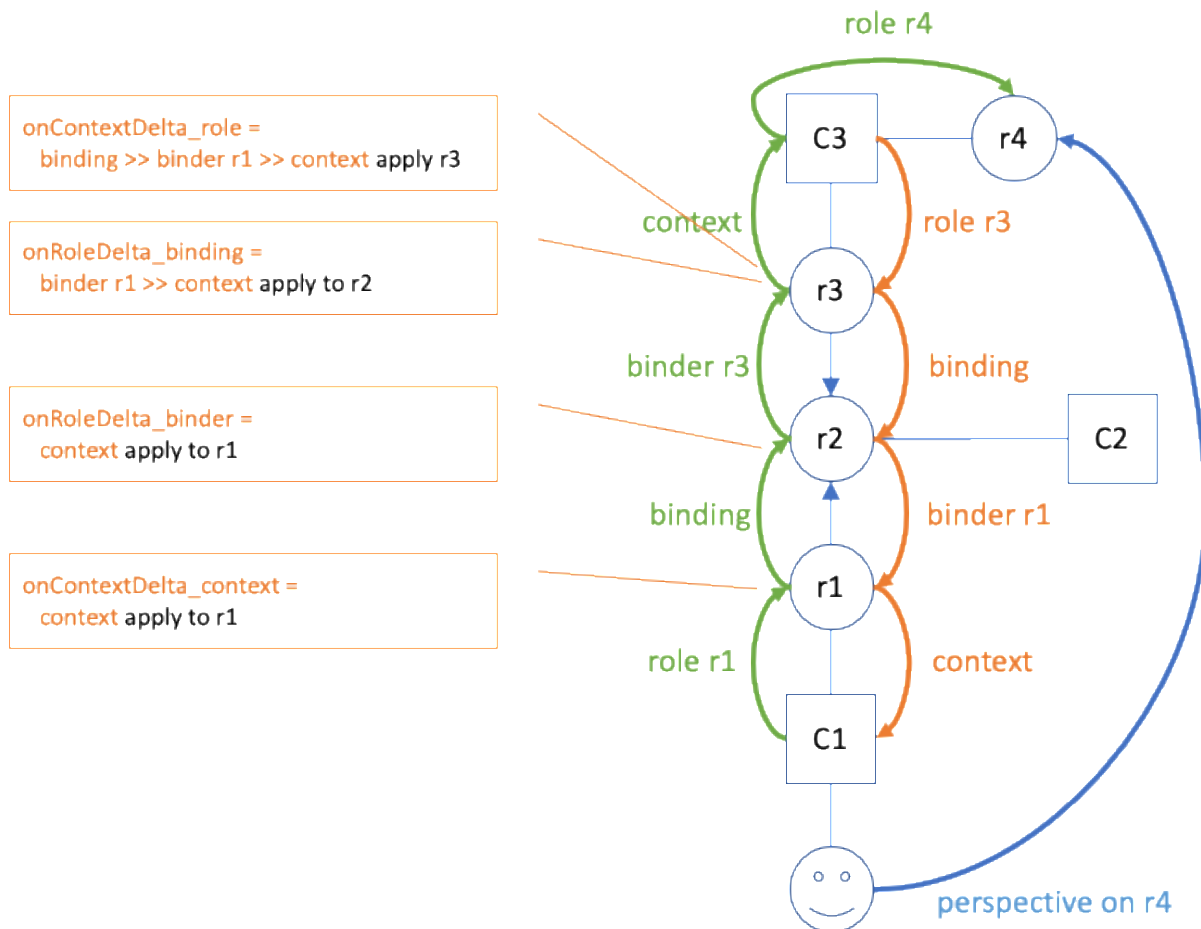 role r4
onContextDelta_role =
binding >> binder r1 >> context apply r3
C3
r4
context
role r3
onRoleDelta_binding =
binder r1 >> context apply to r2
r3
binder r3
binding
onRoleDelta_binder =
context apply to r1
r2
C2
binding
binder r1
onContextDelta_context =
context apply to r1
r1
role r1
context
C1
perspective on r4